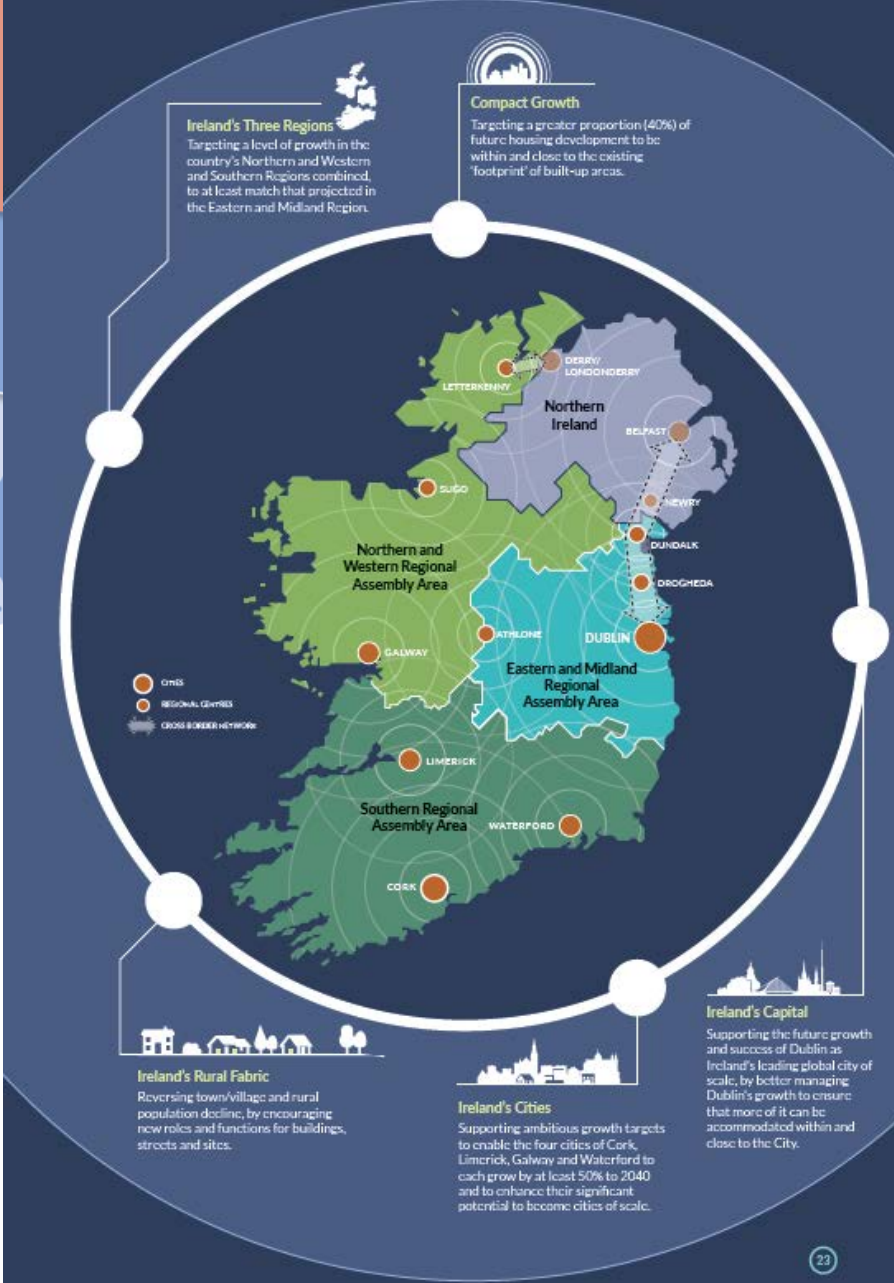 Ireland's Three Regions
Targeting a level of growth in the
country's Northern and Western
and Southern Regions combined,
to at least match that projected in
the Eastern and Midland Region.
Compact Growth
Targeting a greater proportion (40%) of
future housing development to be
within and close to the existing
'footprint' of built-up areas.
LETTERKENNY
DERRY/
LONDONDERRY
Northern
Ireland
BELFAST
SLIGO
NEWRY
DUNDALK
Northern and
Western Regional
Assembly Area
DROGHEDA
ATHLONE
DUBLIN
GALWAY
Eastern and Midland
Regional
Assembly Area
CITIES
REGIONAL CENTRES
CROSS BORDER NETWORK
LIMERICK
Southern Regional
Assembly Area
WATERFORD
CORK
Ireland's Rural Fabric
Reversing town/village and rural
population decline, by encouraging
new roles and functions for buildings,
streets and sites.
Ireland's Cities
Supporting ambitious growth targets
to enable the four cities of Cork,
Limerick, Galway and Waterford to
each grow by at least 50% to 2040
and to enhance their significant
potential to become cities of scale.
Ireland's Capital
Supporting the future growth
and success of Dublin as
Ireland's leading global city of
scale, by better managing
Dublin's growth to ensure
that more of it can be
accommodated within and
close to the City.
23